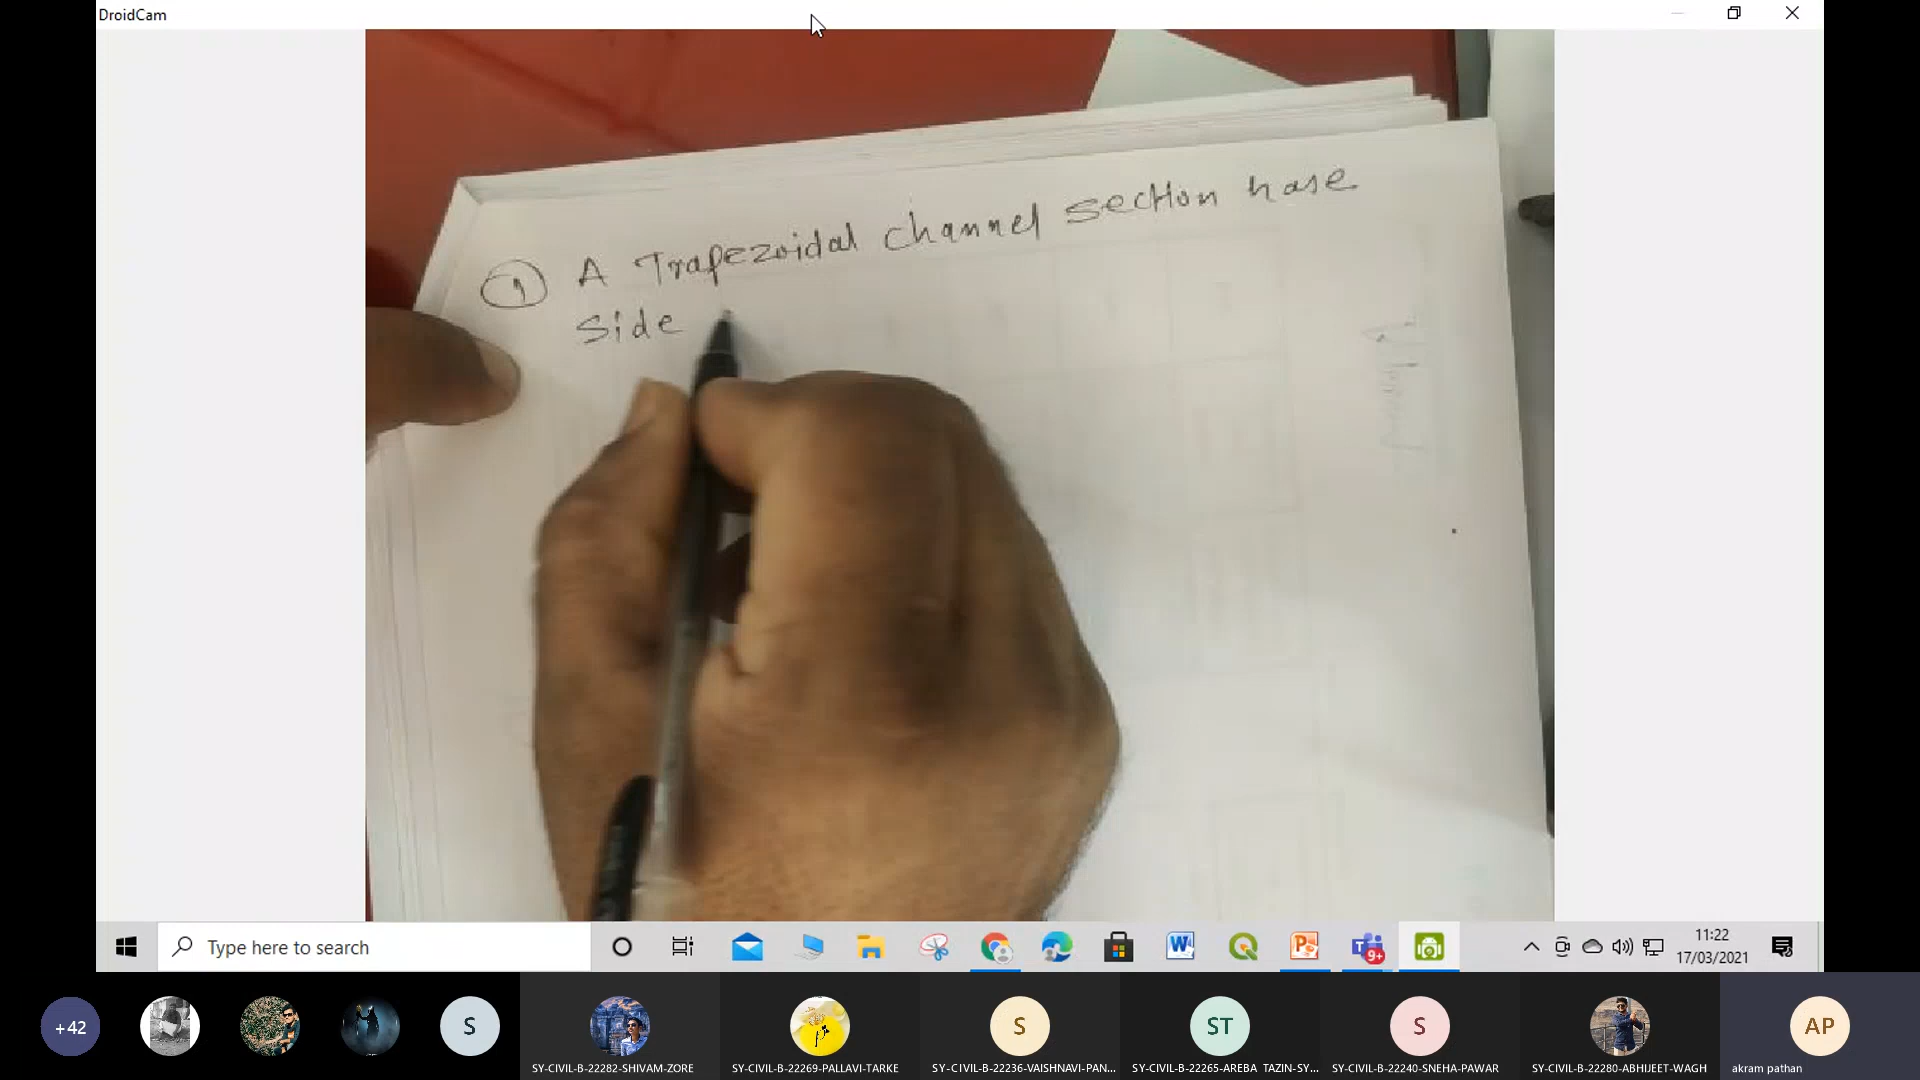 DroidCam
① A Trapezoidal channel section have
Side
Type here to search
9+
11:22
17/03/2021
+42
S
S
ST
S
AP
SY-CIVIL-B-22282-SHIVAM-ZORE
SY-CIVIL-B-22269-PALLAVI-TARKE
SY-CIVIL-B-22236-VAISHNAVI-PAN...
SY-CIVIL-B-22265-AREBA TAZIN-SY...
SY-CIVIL-B-22240-SNEHA-PAWAR
SY-CIVIL-B-22280-ABHIJEET-WAGH
akram pathan